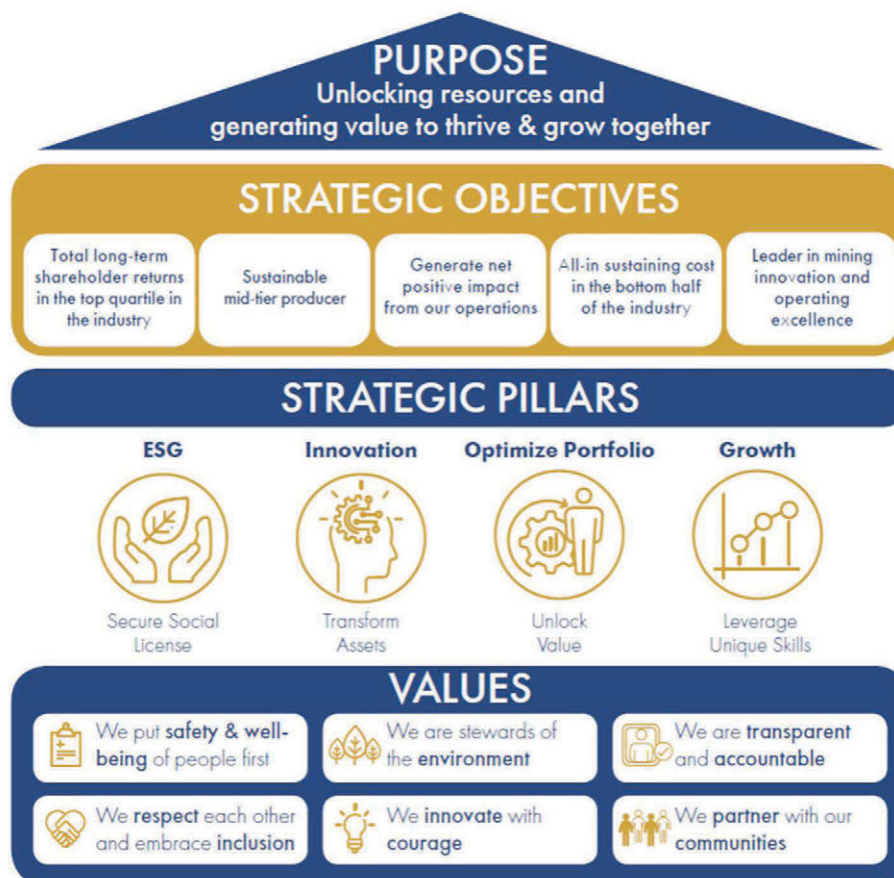 PURPOSE
Unlocking resources and
generating value to thrive & grow together
STRATEGIC OBJECTIVES
Total long-term
shareholder returns
in the top quartile in
the industry
Sustainable
mid-tier producer
Generate net
positive impact
from our operations
All-in sustaining cost
in the bottom half
of the industry
Leader in mining
innovation and
operating
excellence
STRATEGIC PILLARS
ESG
Secure Social
License
Innovation
Transform
Assets
Optimize Portfolio
Unlock
Value
Growth
Leverage
Unique Skills
VALUES
We put safety & well-
being of people first
We are stewards of
the environment
We are transparent
and accountable
We respect each other
and embrace inclusion
We innovate with
courage
We partner with our
communities